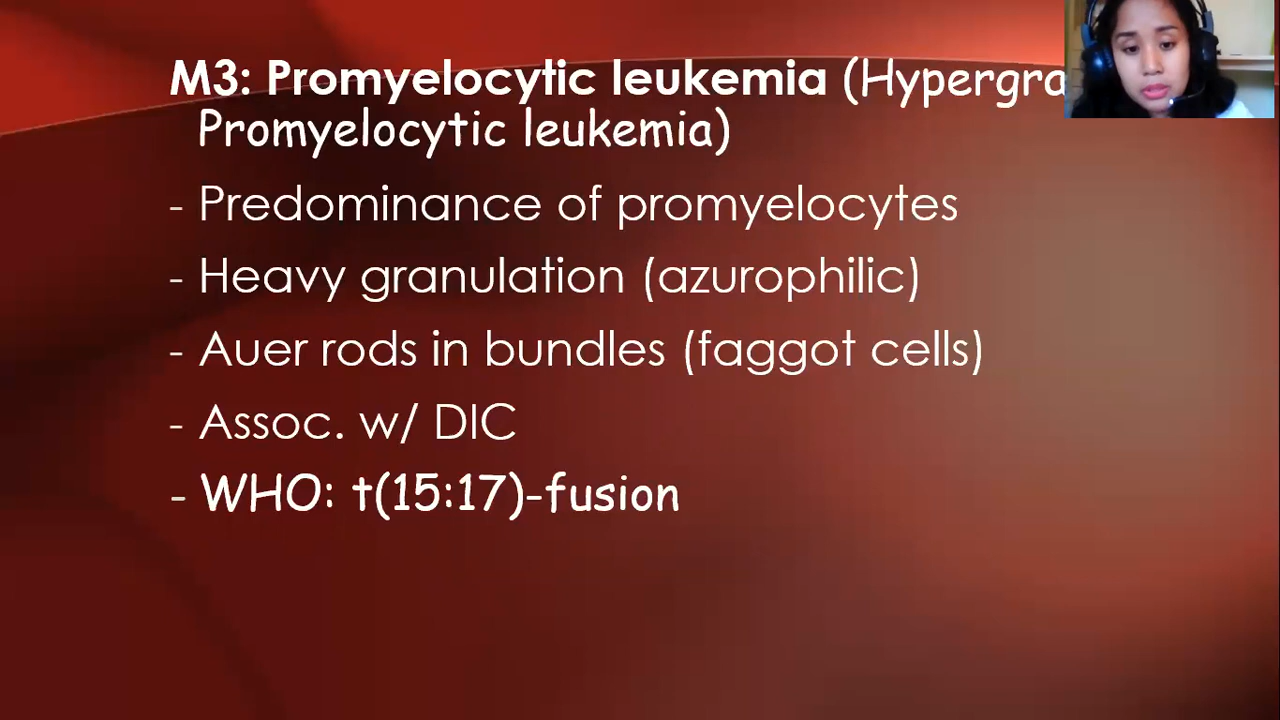 M3: Promyelocytic leukemia (Hypergra
Promyelocytic leukemia)
- Predominance of promyelocytes
- Heavy granulation (azurophilic)
- Auer rods in bundles (faggot cells)
- Assoc. w/ DIC
- WHO: t(15:17)-fusion